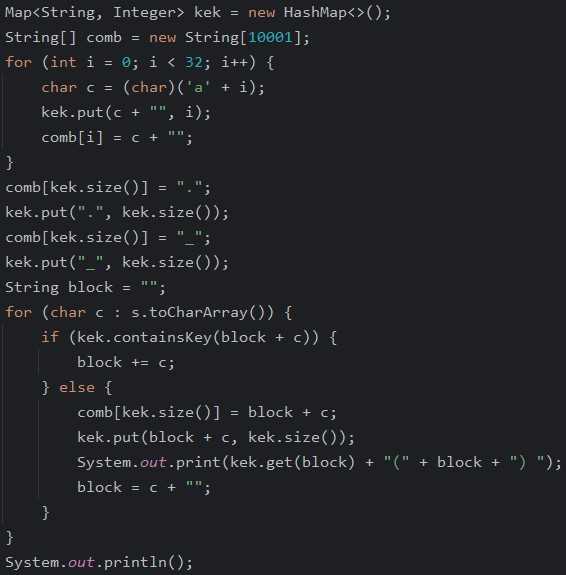 Map<String, Integer> kek = new HashMap<>();
String[] comb = new String[10001];
for (int i = 0; i < 32; i++) {
    char c = (char)('a' + i);
    kek.put(c + "", i);
    comb[i] = c + "";
}
comb[kek.size()] = ".";
kek.put(".", kek.size());
comb[kek.size()] = "_";
kek.put("_", kek.size());
String block = "";
for (char c : s.toCharArray()) {
    if (kek.containsKey(block + c)) {
        block += c;
    } else {
        comb[kek.size()] = block + c;
        kek.put(block + c, kek.size());
        System.out.print(kek.get(block) + "(" + block + ") ");
        block = c + "";
    }
}
System.out.println();